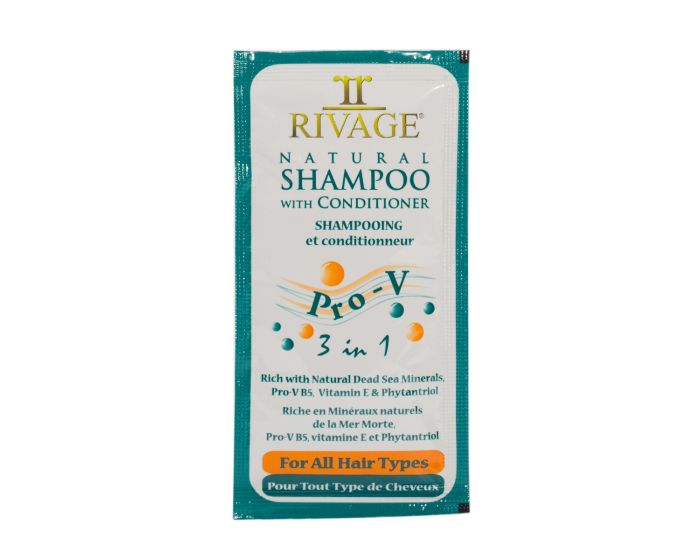 RIVAGE®
NATURAL
SHAMPOO
WITH CONDITIONER
SHAMPOOING
et conditionneur
Pro-V
3 in 1
Rich with Natural Dead Sea Minerals,
Pro-V B5, Vitamin E & Phytantriol
Riche en Minéraux naturels
de la Mer Morte,
Pro-V B5, vitamine E et Phytantriol
For All Hair Types
Pour Tout Type de Cheveux